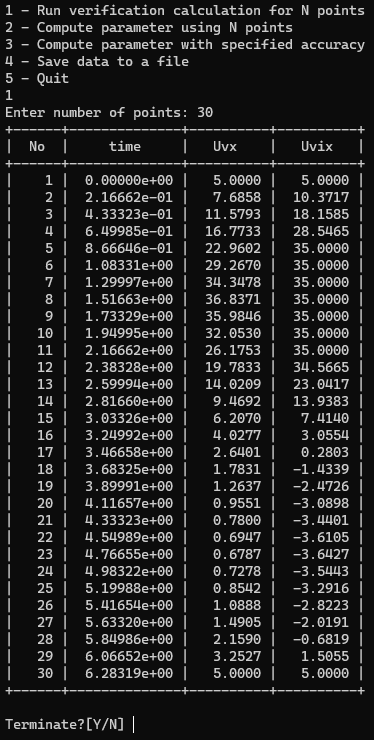 1 - Run verification calculation for N points
2 - Compute parameter using N points
3 - Compute parameter with specified accuracy
4 - Save data to a file
5 - Quit
1
Enter number of points: 30
+------+--------------+----------+----------+
|  No  |     time     |   Uvx    |   Uvix   |
+------+--------------+----------+----------+
|    1 |  0.00000e+00 |   5.0000 |   5.0000 |
|    2 |  2.16662e-01 |   7.6858 |  10.3717 |
|    3 |  4.33323e-01 |  11.5793 |  18.1585 |
|    4 |  6.49985e-01 |  16.7733 |  28.5465 |
|    5 |  8.66646e-01 |  22.9602 |  35.0000 |
|    6 |  1.08331e+00 |  29.2670 |  35.0000 |
|    7 |  1.29997e+00 |  34.3478 |  35.0000 |
|    8 |  1.51663e+00 |  36.8371 |  35.0000 |
|    9 |  1.73329e+00 |  35.9846 |  35.0000 |
|   10 |  1.94995e+00 |  32.0530 |  35.0000 |
|   11 |  2.16662e+00 |  26.1753 |  35.0000 |
|   12 |  2.38328e+00 |  19.7833 |  34.5665 |
|   13 |  2.59994e+00 |  14.0209 |  23.0417 |
|   14 |  2.81660e+00 |   9.4692 |  13.9383 |
|   15 |  3.03326e+00 |   6.2070 |   7.4140 |
|   16 |  3.24992e+00 |   4.0277 |   3.0554 |
|   17 |  3.46658e+00 |   2.6401 |   0.2803 |
|   18 |  3.68325e+00 |   1.7831 |  -1.4339 |
|   19 |  3.89991e+00 |   1.2637 |  -2.4726 |
|   20 |  4.11657e+00 |   0.9551 |  -3.0898 |
|   21 |  4.33323e+00 |   0.7800 |  -3.4401 |
|   22 |  4.54989e+00 |   0.6947 |  -3.6105 |
|   23 |  4.76655e+00 |   0.6787 |  -3.6427 |
|   24 |  4.98322e+00 |   0.7278 |  -3.5443 |
|   25 |  5.19988e+00 |   0.8542 |  -3.2916 |
|   26 |  5.41654e+00 |   1.0888 |  -2.8223 |
|   27 |  5.63320e+00 |   1.4905 |  -2.0191 |
|   28 |  5.84986e+00 |   2.1590 |  -0.6819 |
|   29 |  6.06652e+00 |   3.2527 |   1.5055 |
|   30 |  6.28319e+00 |   5.0000 |   5.0000 |
+------+--------------+----------+----------+
Terminate?[Y/N]